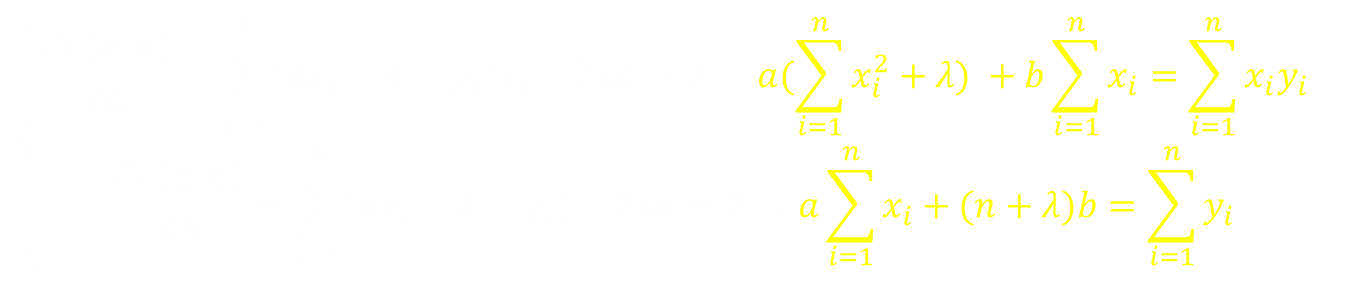 a(∑_{i=1}^{n} x_i^2 + λ) + b ∑_{i=1}^{n} x_i = ∑_{i=1}^{n} x_i y_i
a ∑_{i=1}^{n} x_i + (n + λ)b = ∑_{i=1}^{n} y_i